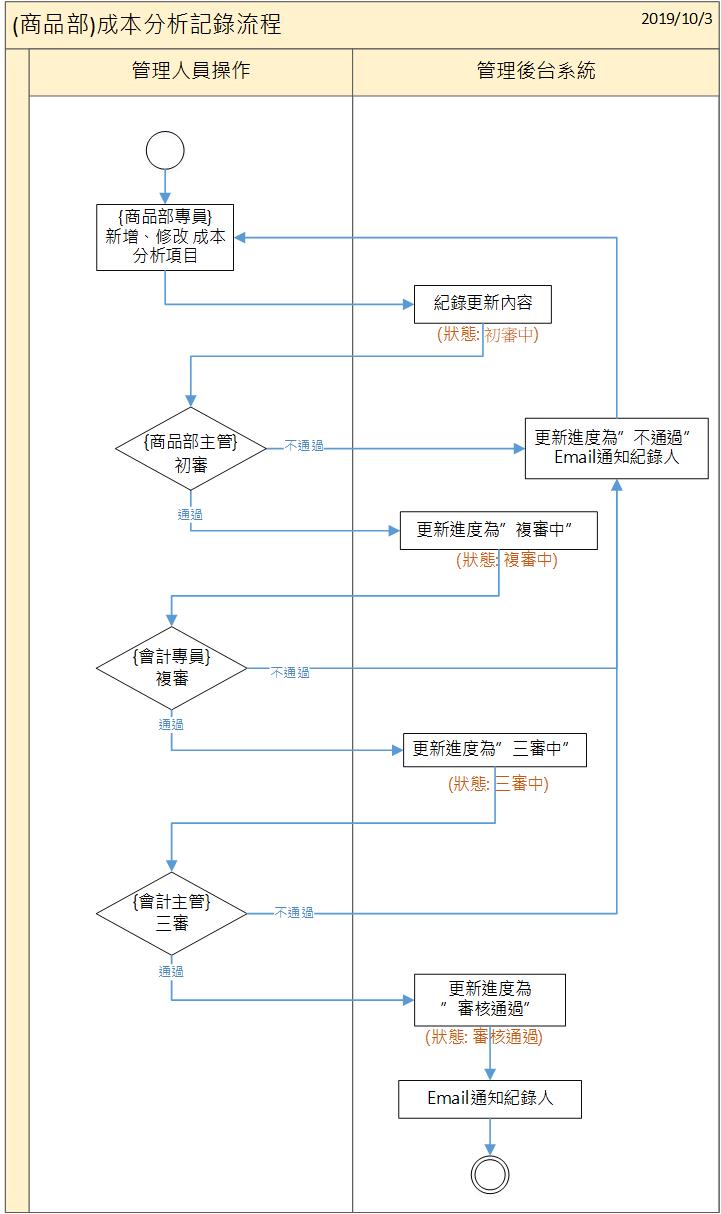 (商品部)成本分析記錄流程
2019/10/3
管理人員操作
管理後台系統
{商品部專員}
新增、修改 成本
分析項目
紀錄更新內容
(狀態: 初審中)
{商品部主管}
初審
不通過
更新進度為”不通過”
Email通知紀錄人
通過
更新進度為”複審中”
(狀態: 複審中)
{會計專員}
複審
不通過
通過
更新進度為”三審中”
(狀態: 三審中)
{會計主管}
三審
不通過
通過
更新進度為
”審核通過”
(狀態: 審核通過)
Email通知紀錄人